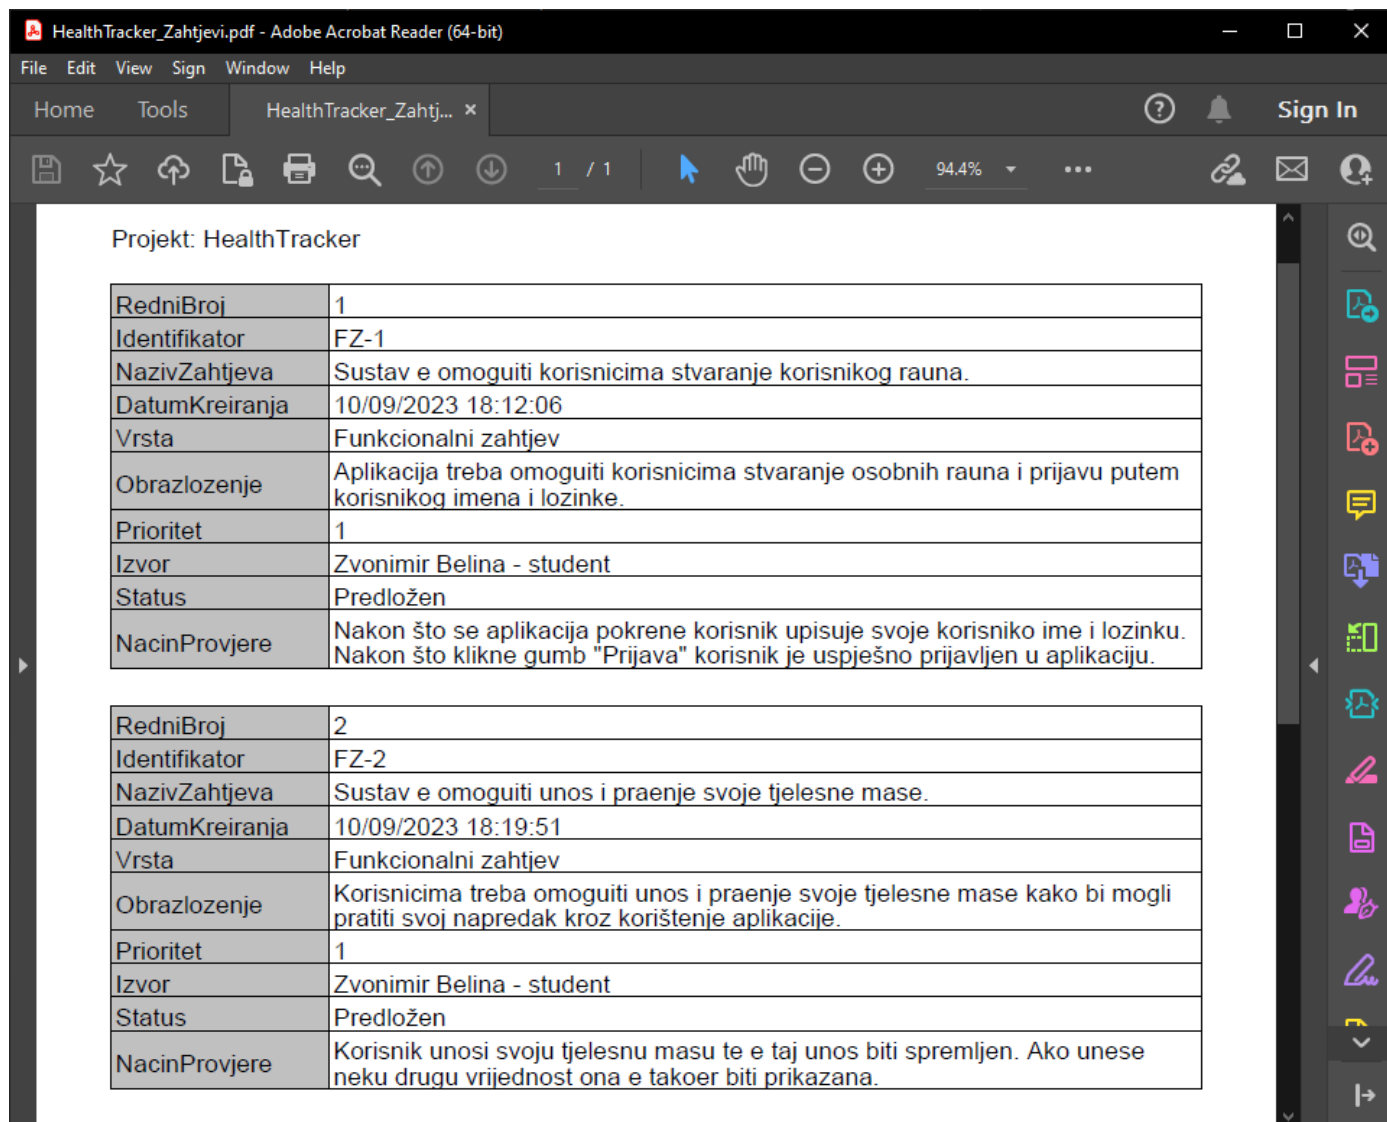 HealthTracker_Zahtjevi.pdf - Adobe Acrobat Reader (64-bit)
File Edit View Sign Window Help
Home Tools HealthTracker_Zahtj... × Sign In
1 / 1 94.4%
Projekt: HealthTracker
RedniBroj 1
Identifikator FZ-1
NazivZahtjeva Sustav e omoguiti korisnicima stvaranje korisnikog rauna.
DatumKreiranja 10/09/2023 18:12:06
Vrsta Funkcionalni zahtjev
Obrazlozenje Aplikacija treba omoguiti korisnicima stvaranje osobnih rauna i prijavu putem
korisnikog imena i lozinke.
Prioritet 1
Izvor Zvonimir Belina - student
Status Predložen
NacinProvjere Nakon što se aplikacija pokrene korisnik upisuje svoje korisniko ime i lozinku.
Nakon što klikne gumb "Prijava" korisnik je uspješno prijavljen u aplikaciju.
RedniBroj 2
Identifikator FZ-2
NazivZahtjeva Sustav e omoguiti unos i praenje svoje tjelesne mase.
DatumKreiranja 10/09/2023 18:19:51
Vrsta Funkcionalni zahtjev
Obrazlozenje Korisnicima treba omoguiti unos i praenje svoje tjelesne mase kako bi mogli
pratiti svoj napredak kroz korištenje aplikacije.
Prioritet 1
Izvor Zvonimir Belina - student
Status Predložen
NacinProvjere Korisnik unosi svoju tjelesnu masu te e taj unos biti spremljen. Ako unese
neku drugu vrijednost ona e takoer biti prikazana.